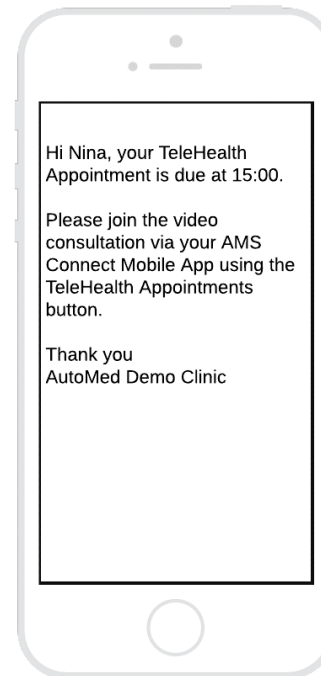 Hi Nina, your TeleHealth
Appointment is due at 15:00.
Please join the video
consultation via your AMS
Connect Mobile App using the
TeleHealth Appointments
button.
Thank you
AutoMed Demo Clinic